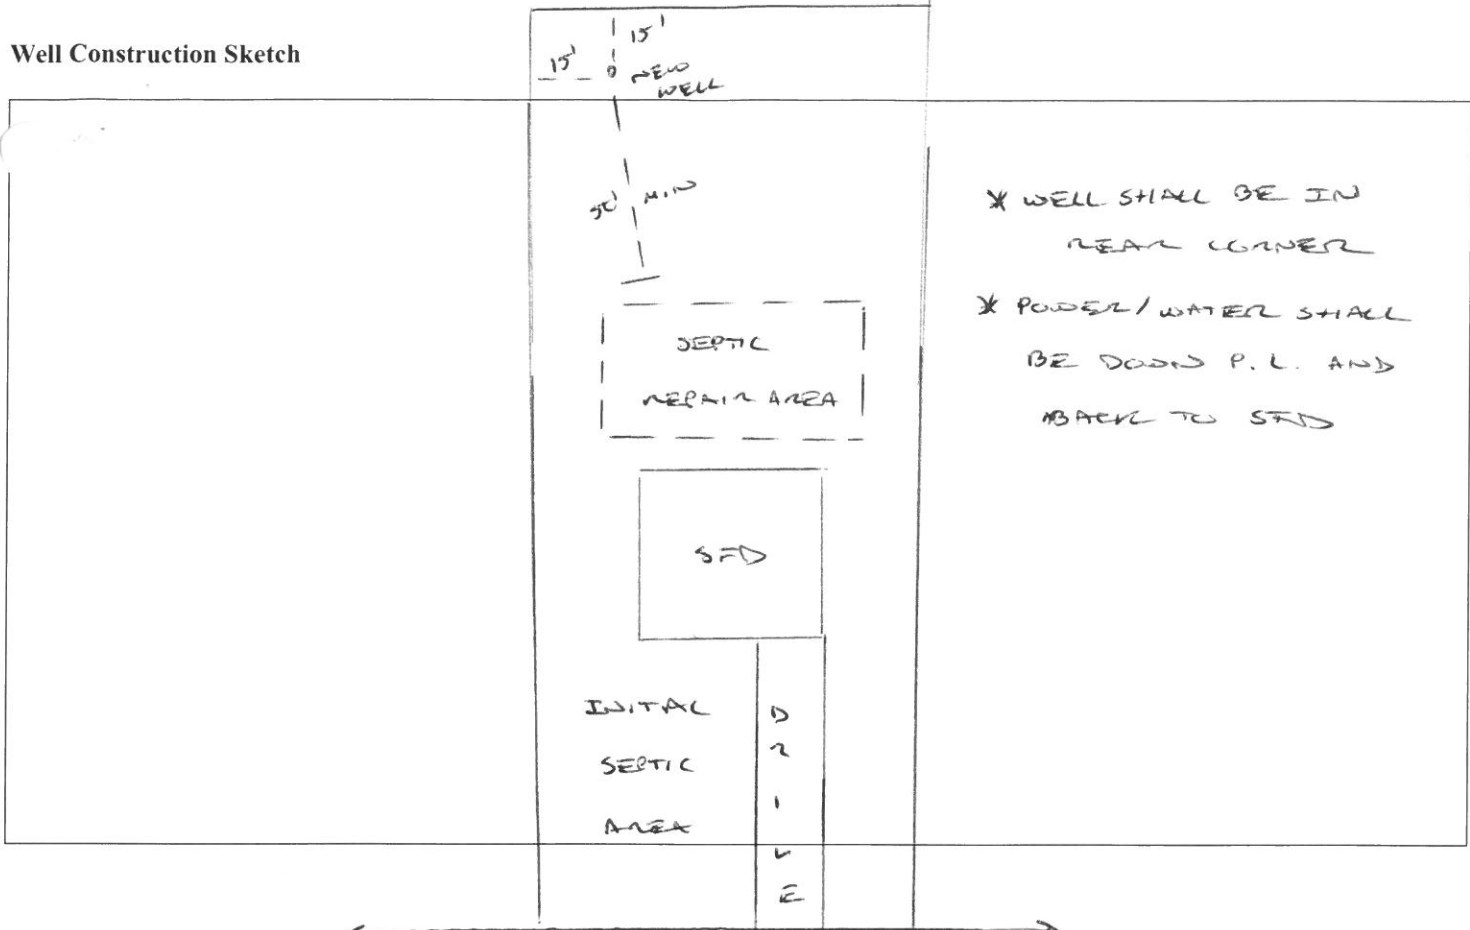 Well Construction Sketch
15'
15'
NEW
WELL
50' MIN
* WELL SHALL BE IN
REAR CORNER
* POWER/WATER SHALL
BE DOWN P.L. AND
BACK TO SFD
SEPTIC
REPAIR AREA
SFD
INITAL
SEPTIC
AREA
DRIVE